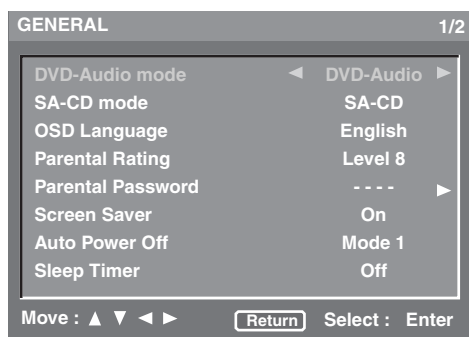 GENERAL 1/2
DVD-Audio mode ◀ DVD-Audio ▶
SA-CD mode SA-CD
OSD Language English
Parental Rating Level 8
Parental Password - - - - ▶
Screen Saver On
Auto Power Off Mode 1
Sleep Timer Off
Move : ▲ ▼ ◀ ▶ Return Select : Enter